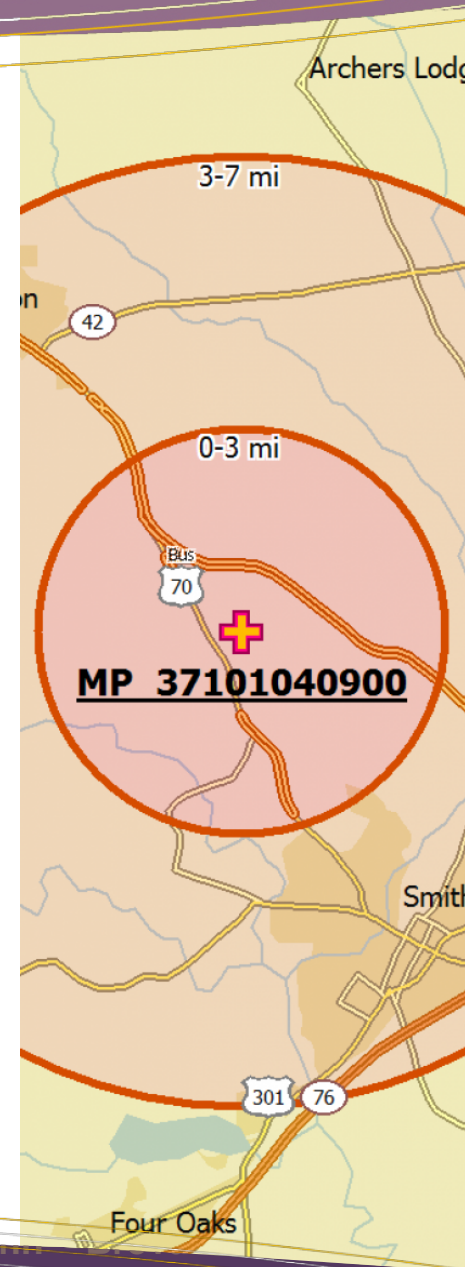 Archers Lodg
3-7 mi
on
42
0-3 mi
Bus
70
MP 37101040900
Smith
301 76
Four Oaks